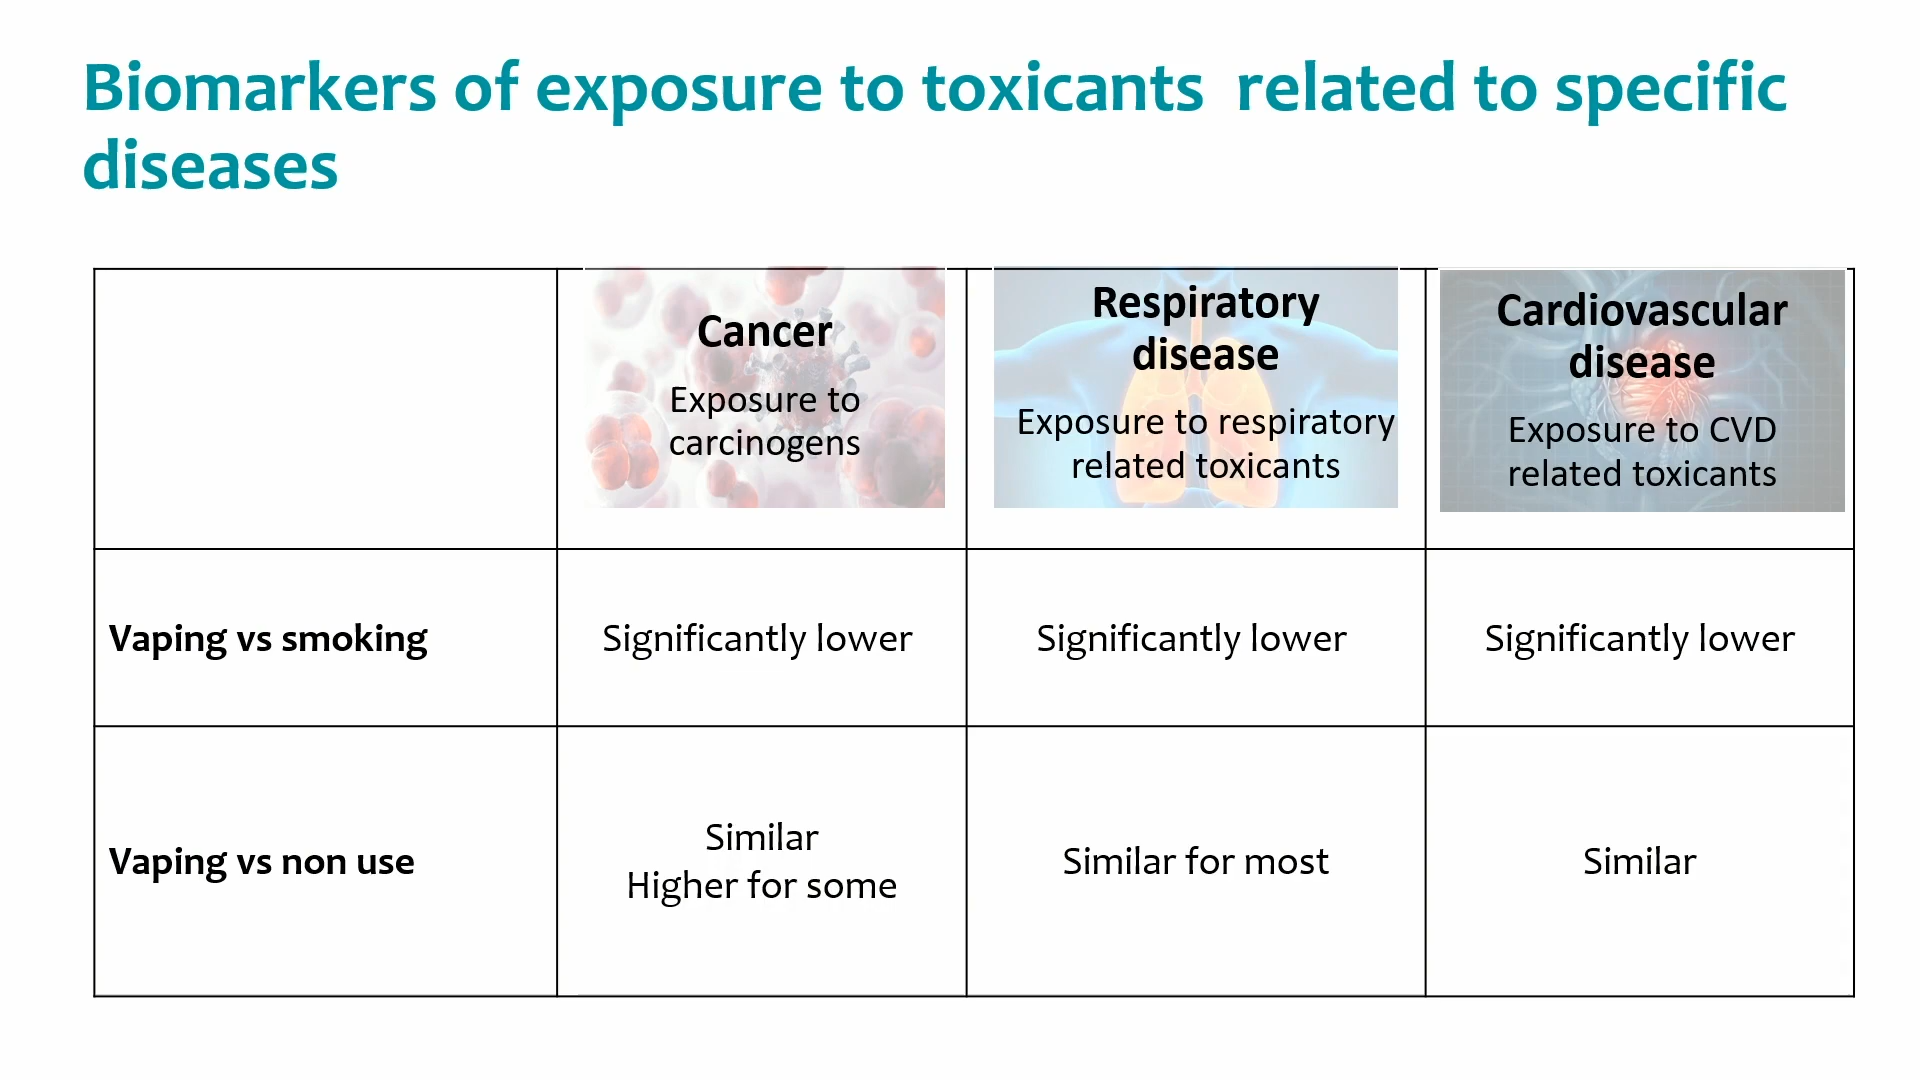 Biomarkers of exposure to toxicants  related to specific
diseases
Cancer
Exposure to
carcinogens
Respiratory
disease
Exposure to respiratory
related toxicants
Cardiovascular
disease
Exposure to CVD
related toxicants
Vaping vs smoking
Significantly lower
Significantly lower
Significantly lower
Vaping vs non use
Similar
Higher for some
Similar for most
Similar